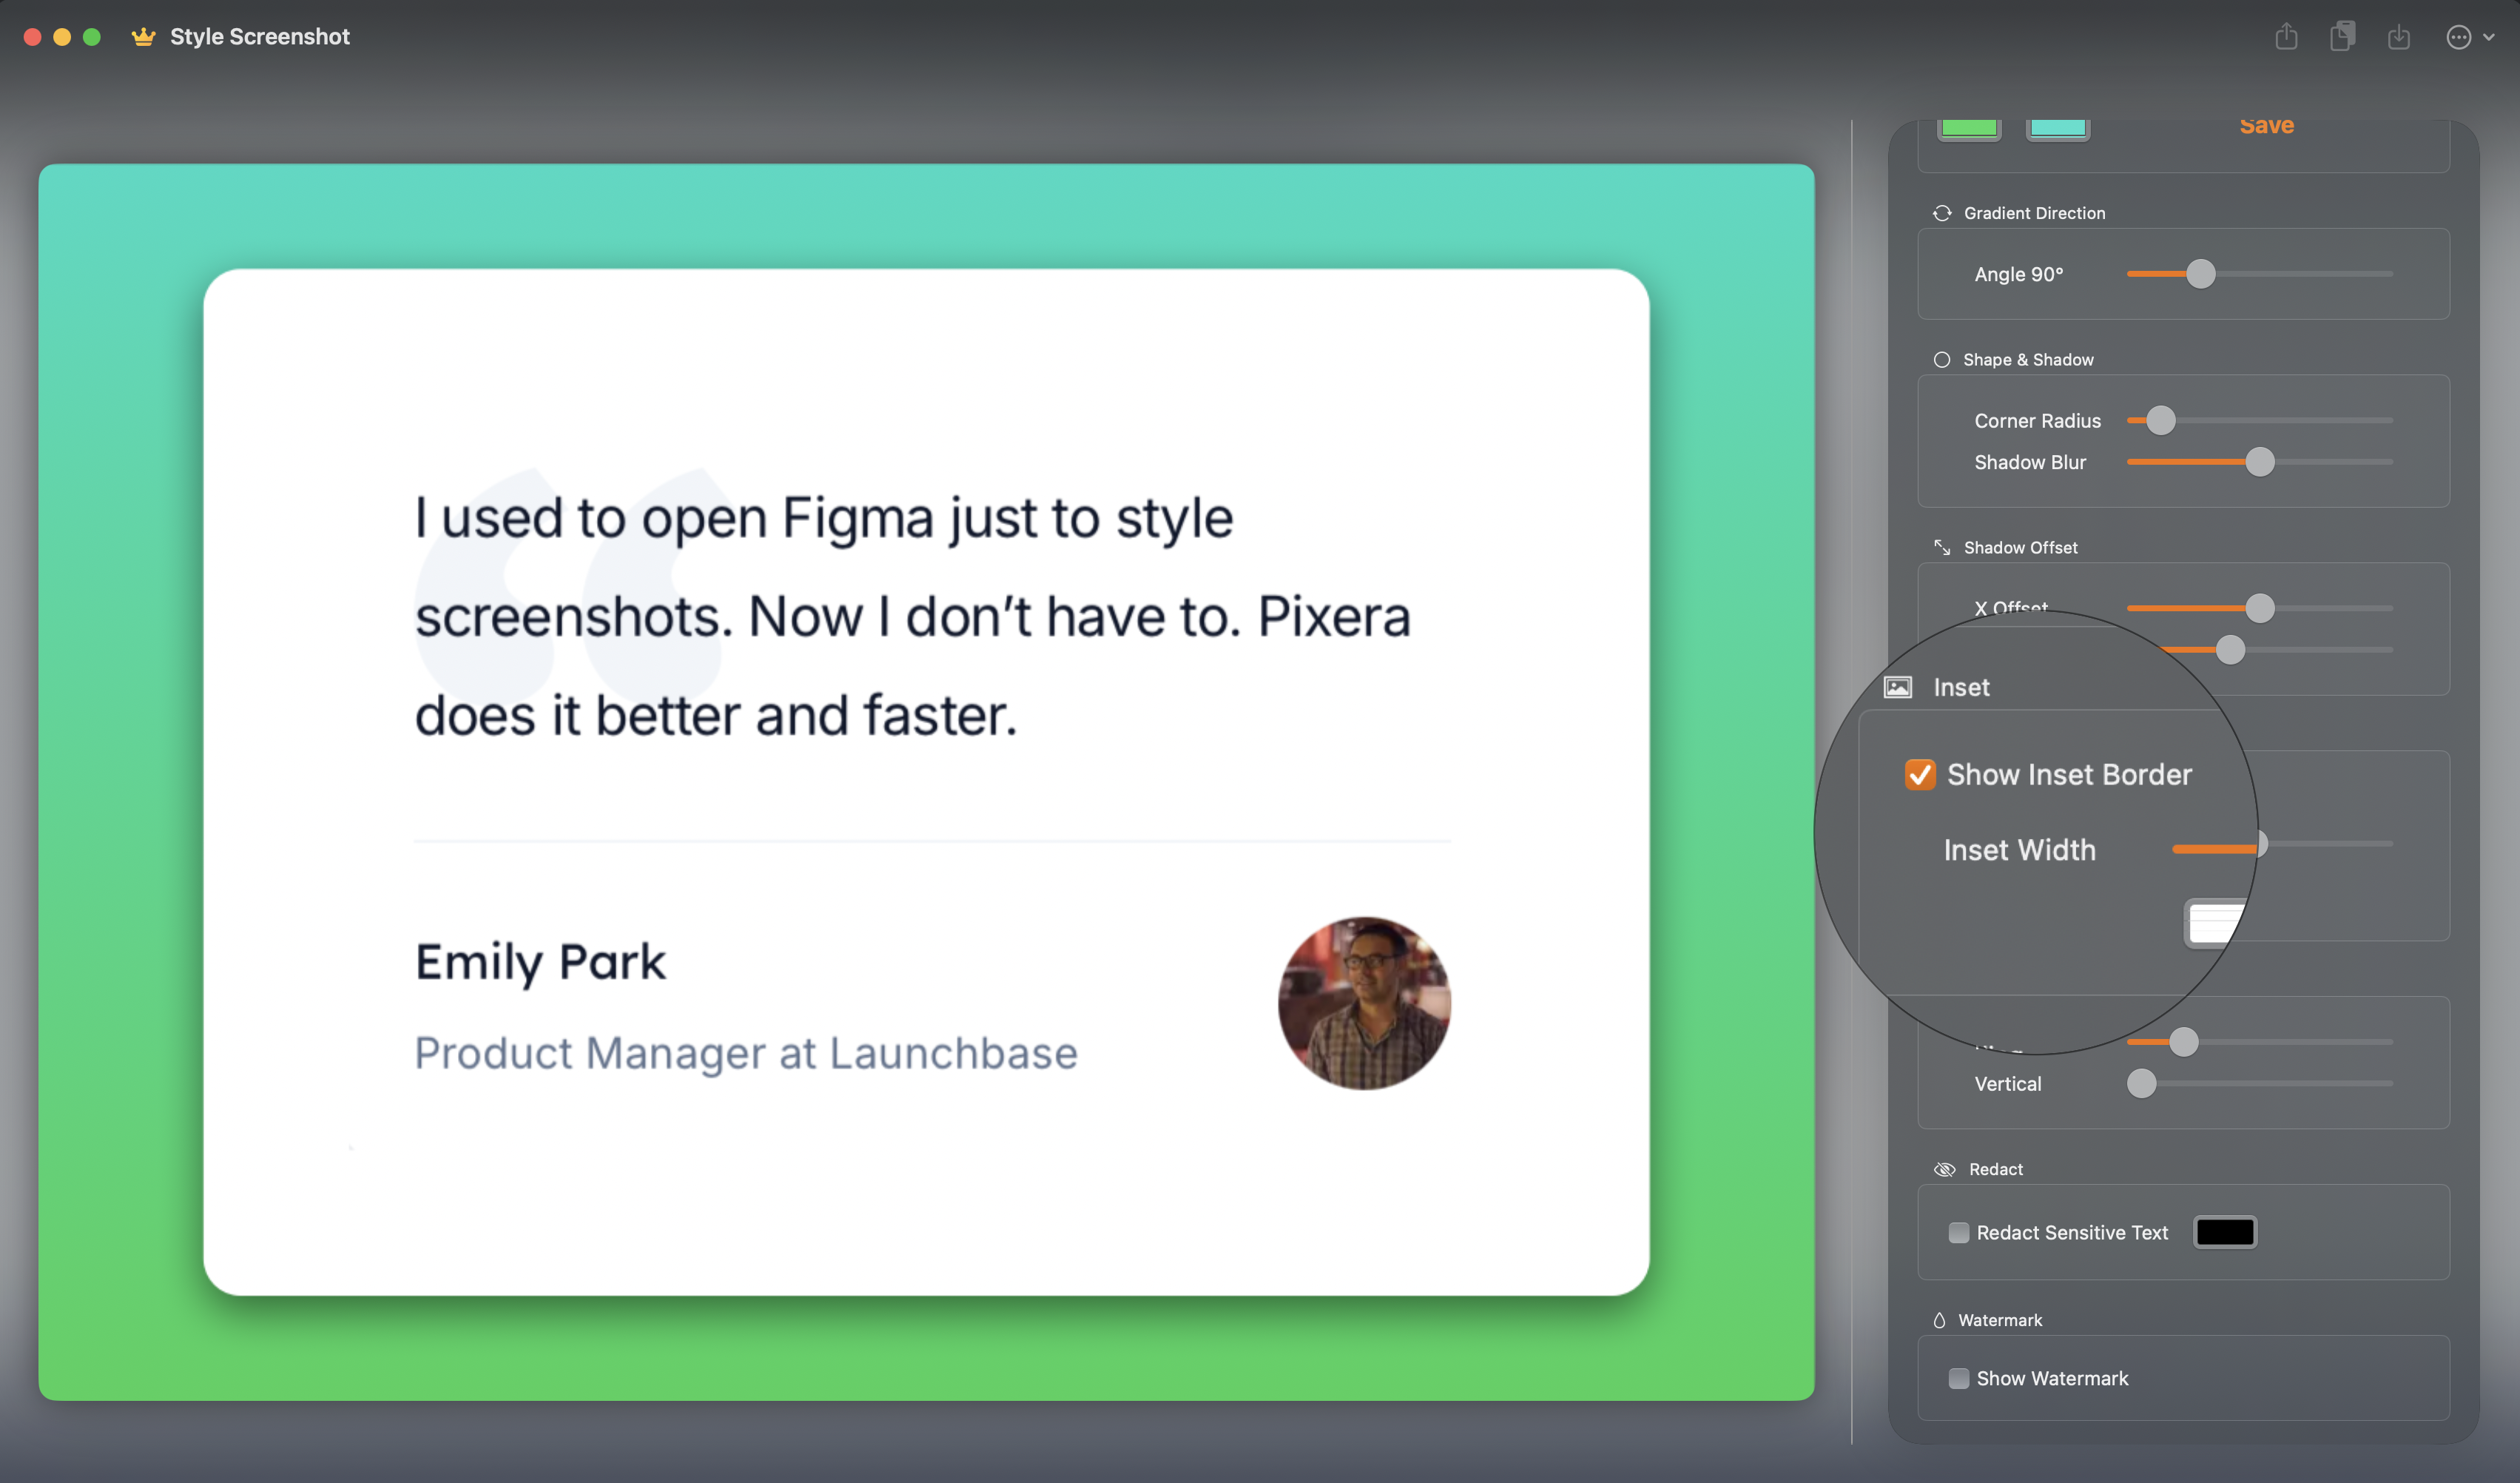 Style Screenshot
I used to open Figma just to style
screenshots. Now I don’t have to. Pixera
does it better and faster.
Emily Park
Product Manager at Launchbase
Save
Gradient Direction
Angle 90°
Shape & Shadow
Corner Radius
Shadow Blur
Shadow Offset
X Offset
Inset
Show Inset Border
Inset Width
Vertical
Redact
Redact Sensitive Text
Watermark
Show Watermark